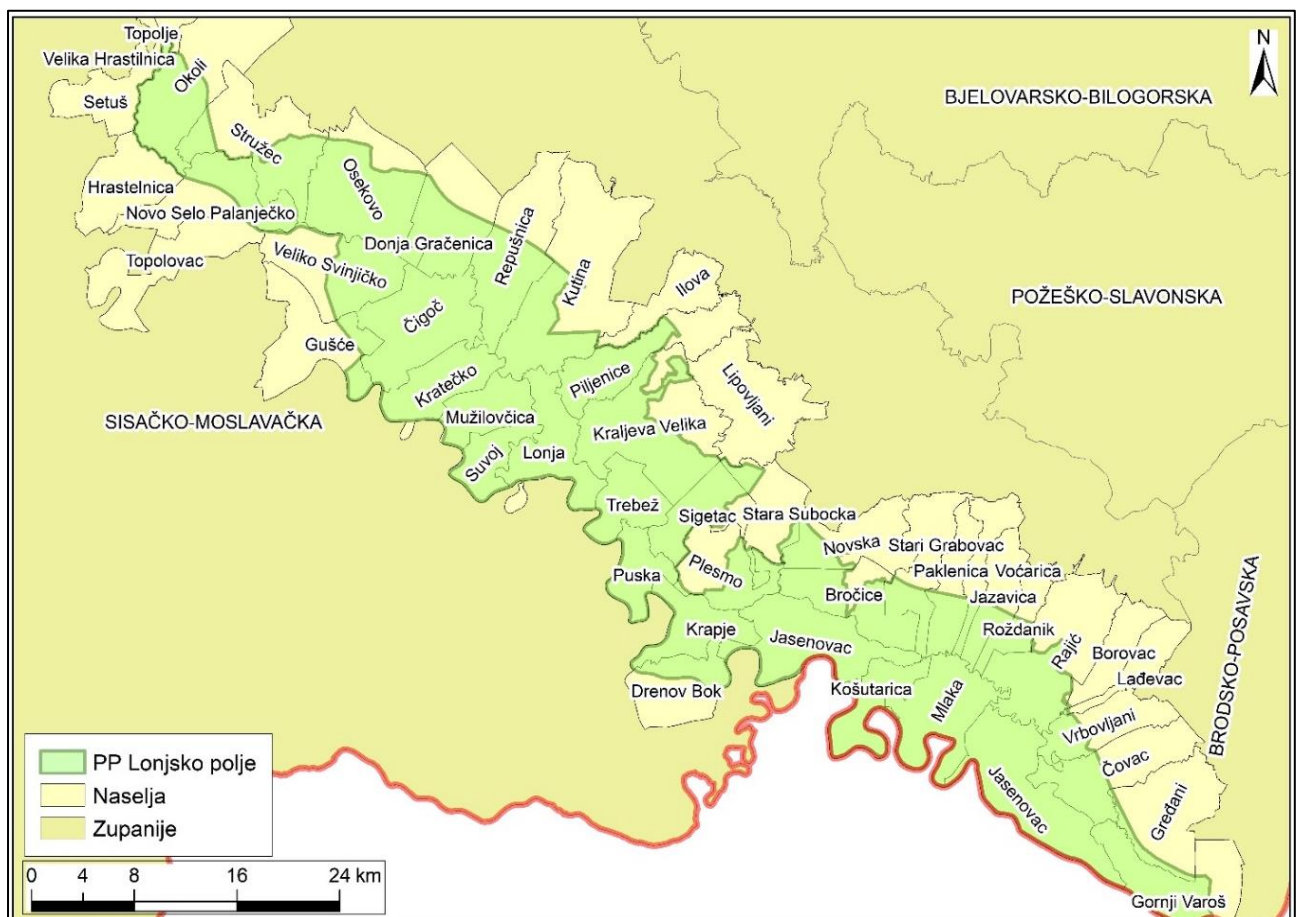 Topolje
Velika Hrastilnica
Okoli
Setuš
N
BJELOVARSKO-BILOGORSKA
Stružec
Osekovo
Hrastelnica
Novo Selo Palanječko
Donja Gračenica
Repušnica
Topolovac
Veliko Svinjičko
Kutina
Ilova
POŽEŠKO-SLAVONSKA
Čigoč
Gušće
Kratečko
Piljenice
Lipovljani
SISAČKO-MOSLAVAČKA
Mužilovčica
Kraljeva Velika
Suvoj
Lonja
Trebež
Sigetac
Stara Subocka
Novska
Stari Grabovac
Plesmo
Paklenica
Voćarica
Puska
Bročice
Jazavica
Krapje
Jasenovac
Roždanik
Rajić
Borovac
Lađevac
Drenov Bok
Košutarica
Mlaka
Vrbovljani
BRODSKO-POSAVSKA
Čovac
Jasenovac
Gređani
Gornji Varoš
PP Lonjsko polje
Naselja
Zupanije
0 4 8 16 24 km